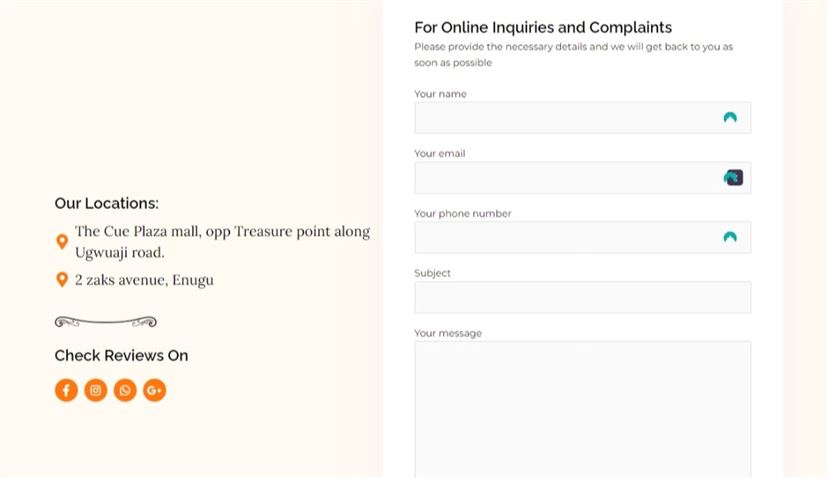 For Online Inquiries and Complaints
Please provide the necessary details and we will get back to you as
soon as possible
Your name
Your email
Your phone number
Subject
Your message
Our Locations:
The Cue Plaza mall, opp Treasure point along
Ugwuaji road.
2 zaks avenue, Enugu
Check Reviews On